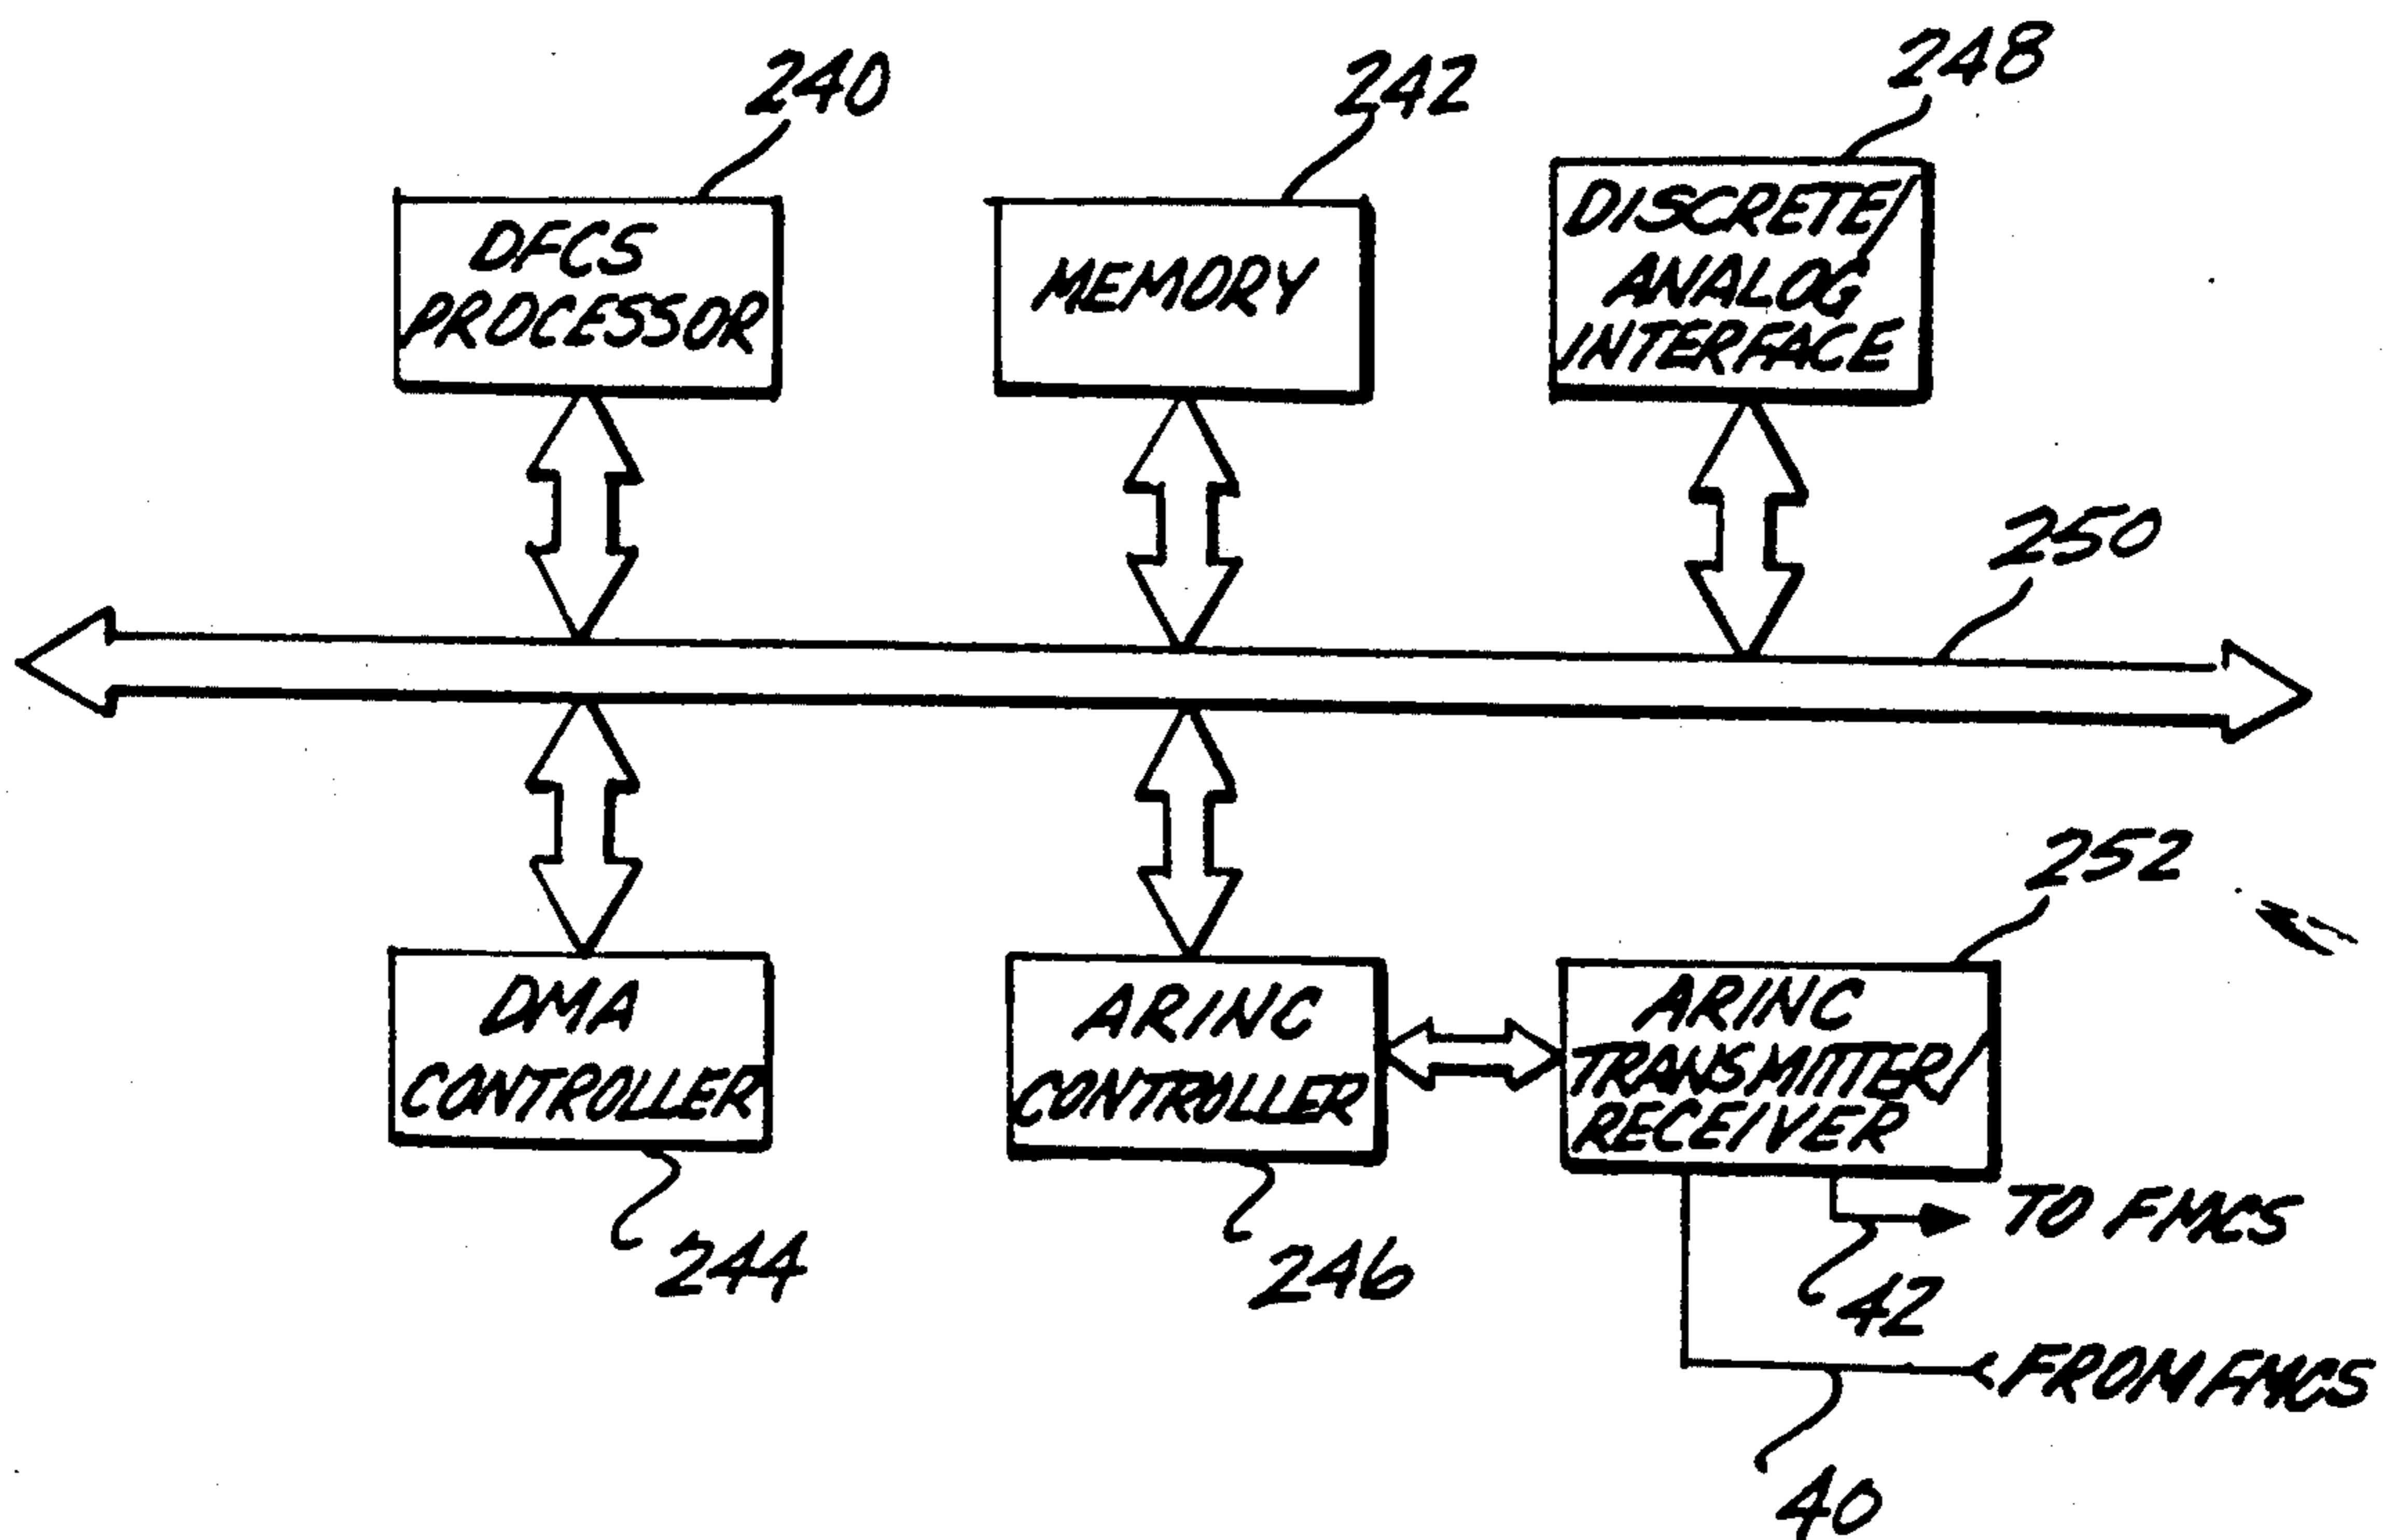 240
242
248
DFCS
PROCESSOR
MEMORY
DISCRETE/
ANALOG
INTERFACE
250
252
DMA
CONTROLLER
ARINC
CONTROLLER
ARINC
TRANSMITTER/
RECEIVER
244
246
TO FMCS
42
FROM FMCS
40